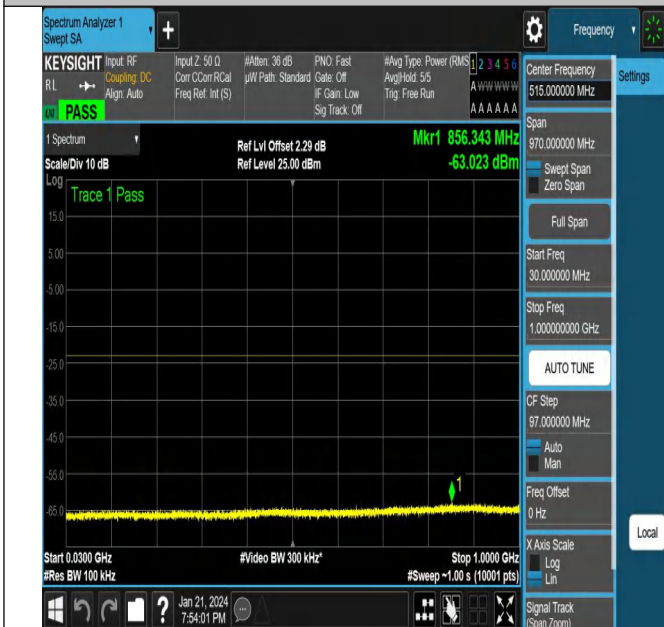 Spectrum Analyzer 1
Swept SA
Frequency
KEYSIGHT
RL
PASS
Input: RF
Coupling: DC
Align: Auto
Input Z: 50 Ω
Corr CCorr RCal
Freq Ref: Int (S)
#Atten: 36 dB
µW Path: Standard
PNO: Fast
Gate: Off
IF Gain: Low
Sig Track: Off
#Avg Type: Power (RMS
Avg|Hold: 5/5
Trig: Free Run
1 2 3 4 5 6
A W W W W W
A A A A A A
1 Spectrum
Scale/Div 10 dB
Ref Lvl Offset 2.29 dB
Ref Level 25.00 dBm
Mkr1 856.343 MHz
-63.023 dBm
Log
Trace 1 Pass
15.0
5.00
-5.00
-15.0
-25.0
-35.0
-45.0
-55.0
-65.0
1
Start 0.0300 GHz
#Res BW 100 kHz
#Video BW 300 kHz*
Stop 1.0000 GHz
#Sweep ~1.00 s (10001 pts)
Jan 21, 2024
7:54:01 PM
Center Frequency
515.000000 MHz
Settings
Span
970.000000 MHz
Swept Span
Zero Span
Full Span
Start Freq
30.000000 MHz
Stop Freq
1.000000000 GHz
AUTO TUNE
CF Step
97.000000 MHz
Auto
Man
Freq Offset
0 Hz
Local
X Axis Scale
Log
Lin
Signal Track
(Span Zoom)